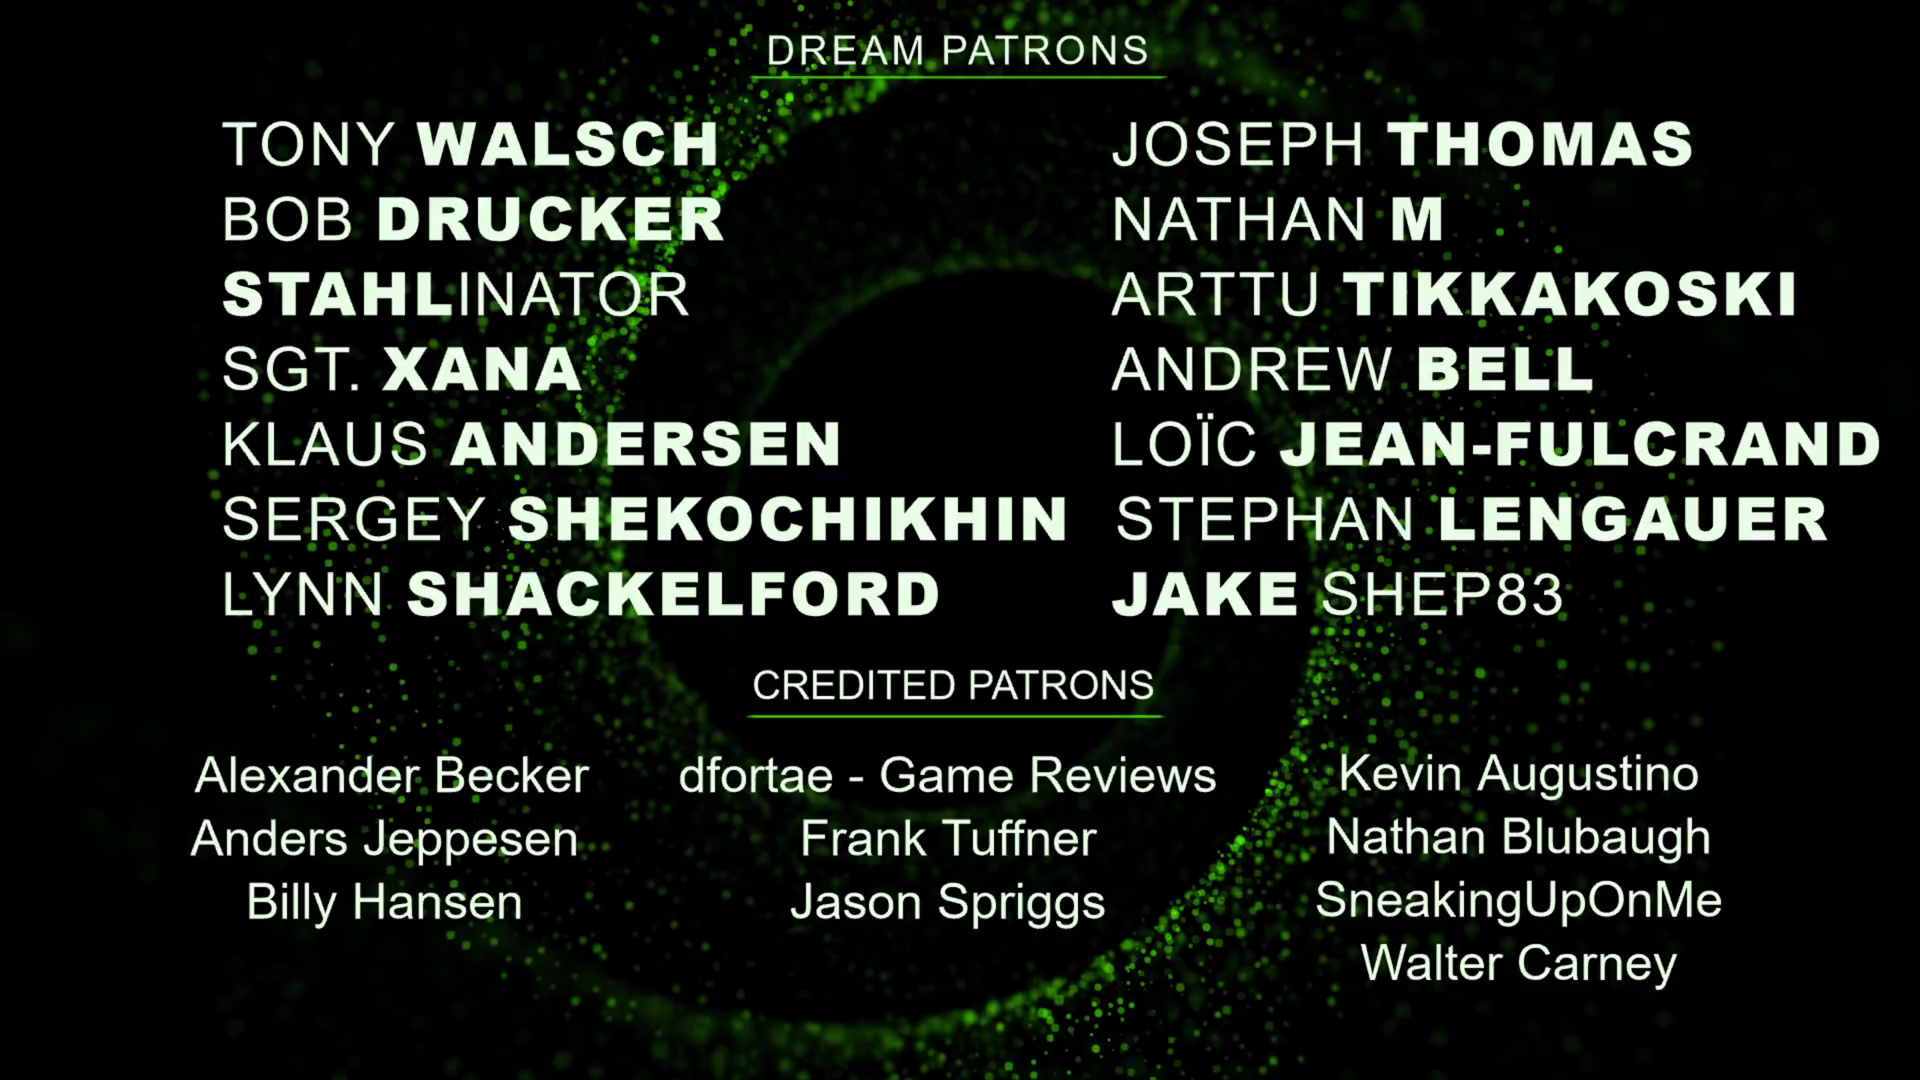 DREAM PATRONS
TONY WALSCH
BOB DRUCKER
STAHLINATOR
SGT. XANA
KLAUS ANDERSEN
SERGEY SHEKOCHIKHIN
LYNN SHACKELFORD
JOSEPH THOMAS
NATHAN M
ARTTU TIKKAKOSKI
ANDREW BELL
LOÏC JEAN-FULCRAND
STEPHAN LENGAUER
JAKE SHEP83
CREDITED PATRONS
Alexander Becker
Anders Jeppesen
Billy Hansen
dfortae - Game Reviews
Frank Tuffner
Jason Spriggs
Kevin Augustino
Nathan Blubaugh
SneakingUpOnMe
Walter Carney